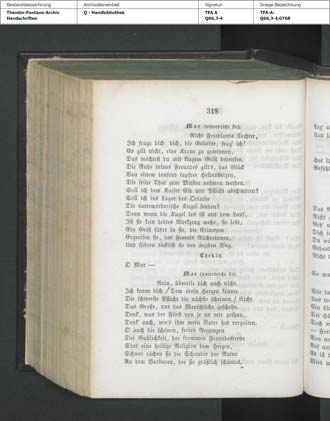 Bestandsbezeichnung
Archivalieneinheit
Signatur
Image-Bezeichnung
Theodor-Fontane-Archiv
Handschriften
Q - Handbibliothek
TFA A
Q66,3-4
TFA-A-
Q66,3-4,0768
318
Max (unterbricht sie).
Nicht Friedlands Tochter,
Ich frage dich, dich, die Geliebte, frag' ich!
Es gilt nicht, eine Krone zu gewinnen,
Das möchtest du mit klugem Geist bedenken.
Die Ruhe deines Freundes gilt's, das Glück
Von einem tausend tapfrer Heldenherzen,
Die seine That zum Muster nehmen werden.
Soll ich dem Kaiser Eid und Pflicht abschwören?
Soll ich ins Lager des Octavio
Die vatermörderische Kugel senden?
Denn wenn die Kugel los ist aus dem Lauf,
Ist sie kein todtes Werkzeug mehr, sie lebt,
Ein Geist fährt in sie, die Erinnyen
Ergreifen sie, des Frevels Rächerinnen,
Und führen tückisch sie den ärgsten Weg.
Thekla.
O Max —
Max (unterbricht sie).
Nein, übereile dich auch nicht.
Ich kenne dich. Dem edeln Herzen könnte
Die schwerste Pflicht die nächste scheinen. Nicht
Das Große, nur das Menschliche geschehe.
Denk', was der Fürst von je an mir gethan.
Denk' auch, wie's ihm mein Vater hat vergolten.
O auch die schönen, freien Regungen
Der Gastlichkeit, der frommen Freundestreue
Sind eine heilige Religion dem Herzen,
Schwer rächen sie die Schauder der Natur
An dem Barbaren, der sie gräßlich schändet.